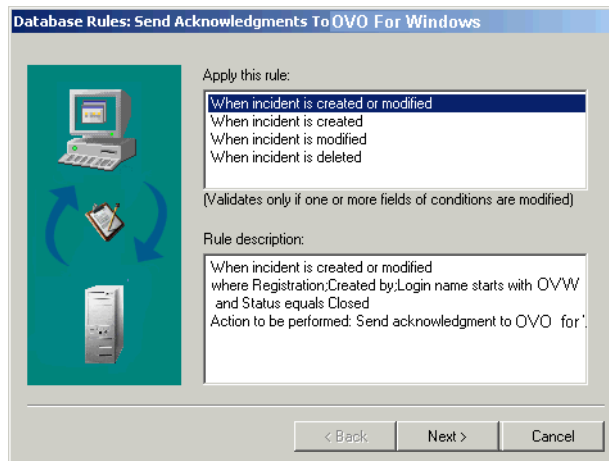 Database Rules: Send Acknowledgments To OVO For Windows
Apply this rule:
When incident is created or modified
When incident is created
When incident is modified
When incident is deleted
(Validates only if one or more fields of conditions are modified)
Rule description:
When incident is created or modified
where Registration;Created by;Login name starts with OVW
and Status equals Closed
Action to be performed: Send acknowledgment to OVO for
< Back
Next >
Cancel